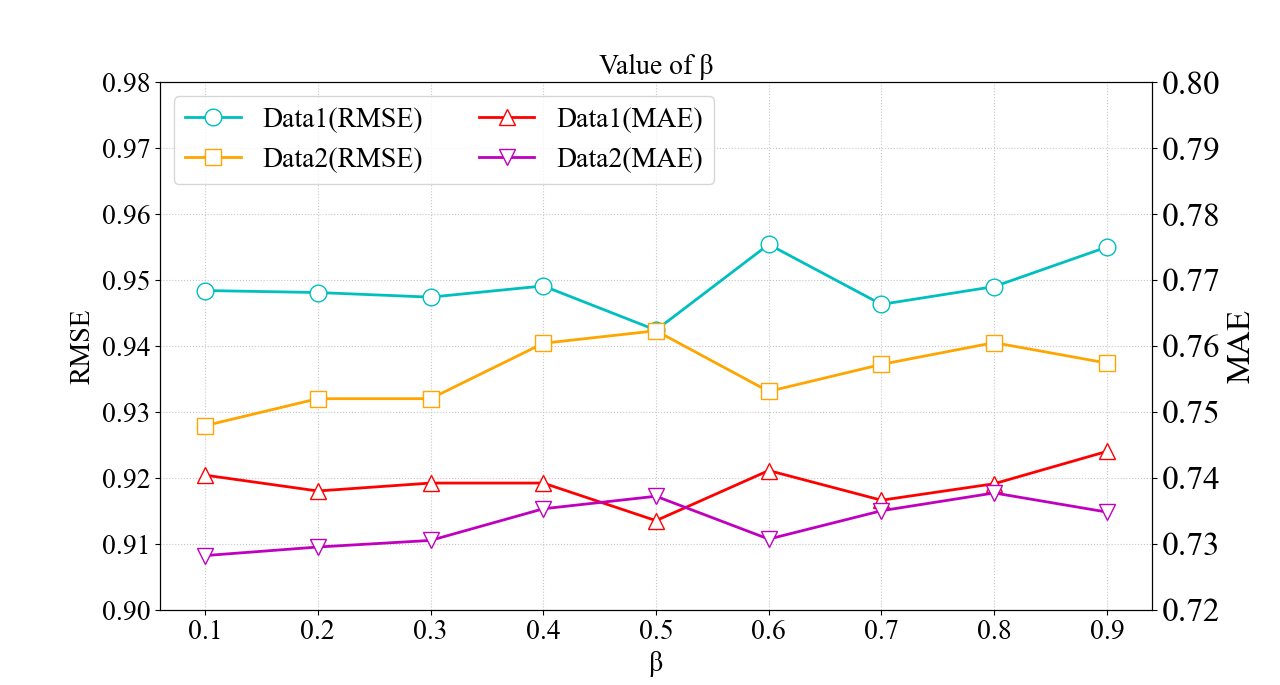 Value of β
Data1(RMSE)
Data2(RMSE)
Data1(MAE)
Data2(MAE)
RMSE
0.98
0.97
0.96
0.95
0.94
0.93
0.92
0.91
0.90
0.80
0.79
0.78
0.77
0.76
0.75
0.74
0.73
0.72
MAE
0.1 0.2 0.3 0.4 0.5 0.6 0.7 0.8 0.9
β